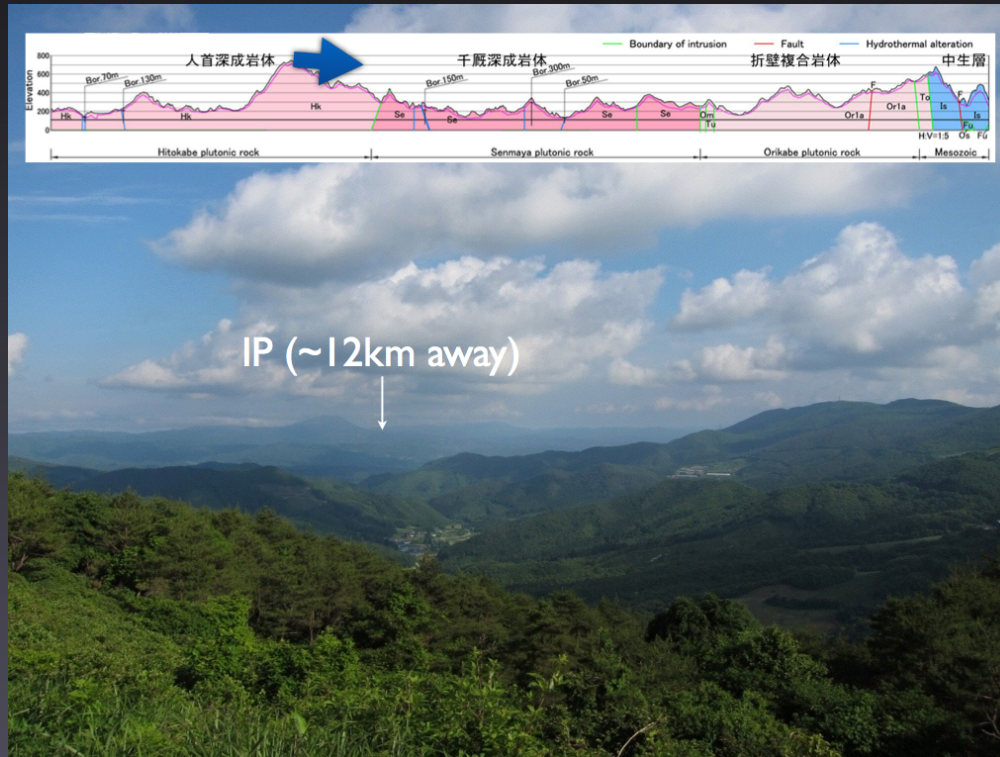 Boundary of intrusion
Fault
Hydrothermal alteration
Elevation
800
600
400
200
0
人首深成岩体
千厩深成岩体
折壁複合岩体
中生層
Bor.70m
Bor.130m
Bor.150m
Bor.300m
Bor.50m
Hk
Hk
Hk
Se
Se
Se
Se
Om
Tu
Or1a
F
Or1a
To
Is
F
Is
Fu
Os
Fu
H:V=1:5
Hitokabe plutonic rock
Senmaya plutonic rock
Orikabe plutonic rock
Mesozoic
IP (~12km away)